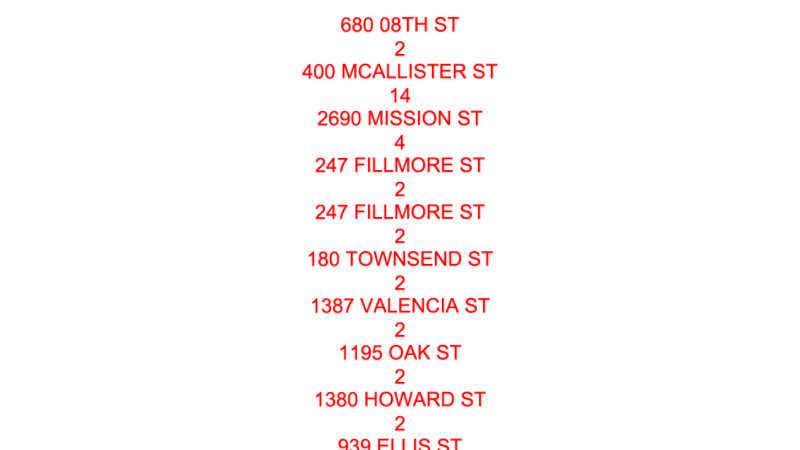 680 08TH ST
2
400 MCALLISTER ST
14
2690 MISSION ST
4
247 FILLMORE ST
2
247 FILLMORE ST
2
180 TOWNSEND ST
2
1387 VALENCIA ST
2
1195 OAK ST
2
1380 HOWARD ST
2
939 ELLIS ST